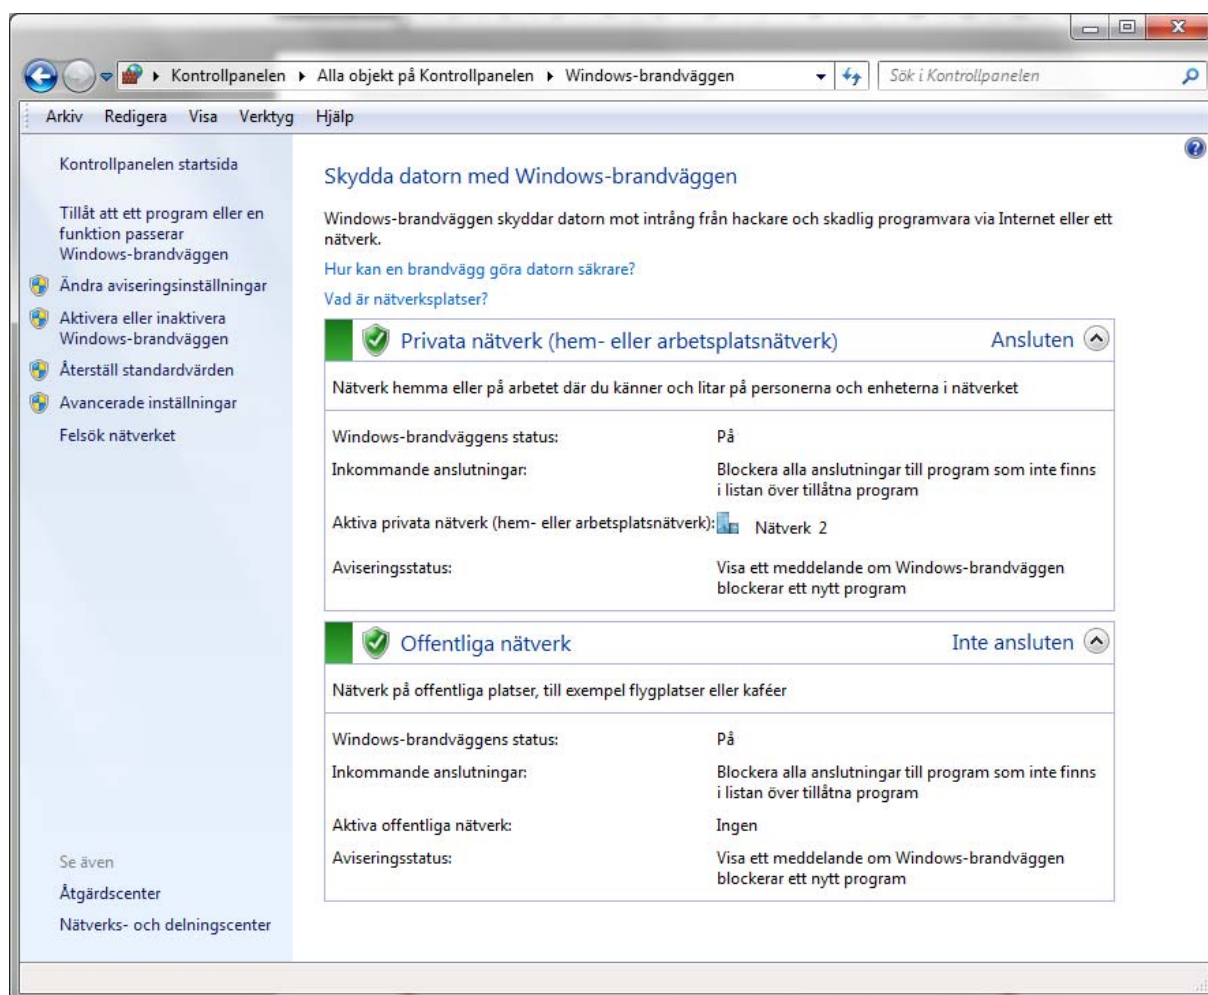 Kontrollpanelen Alla objekt på Kontrollpanelen Windows-brandväggen Sök i Kontrollpanelen
Arkiv Redigera Visa Verktyg Hjälp
Kontrollpanelen startsida
Tillåt att ett program eller en
funktion passerar
Windows-brandväggen
Ändra aviseringsinställningar
Aktivera eller inaktivera
Windows-brandväggen
Återställ standardvärden
Avancerade inställningar
Felsök nätverket
Se även
Åtgärdscenter
Nätverks- och delningscenter
Skydda datorn med Windows-brandväggen
Windows-brandväggen skyddar datorn mot intrång från hackare och skadlig programvara via Internet eller ett
nätverk.
Hur kan en brandvägg göra datorn säkrare?
Vad är nätverksplatser?
Privata nätverk (hem- eller arbetsplatsnätverk) Ansluten
Nätverk hemma eller på arbetet där du känner och litar på personerna och enheterna i nätverket
Windows-brandväggens status: På
Inkommande anslutningar: Blockera alla anslutningar till program som inte finns
i listan över tillåtna program
Aktiva privata nätverk (hem- eller arbetsplatsnätverk): Nätverk 2
Aviseringsstatus: Visa ett meddelande om Windows-brandväggen
blockerar ett nytt program
Offentliga nätverk Inte ansluten
Nätverk på offentliga platser, till exempel flygplatser eller kaféer
Windows-brandväggens status: På
Inkommande anslutningar: Blockera alla anslutningar till program som inte finns
i listan över tillåtna program
Aktiva offentliga nätverk: Ingen
Aviseringsstatus: Visa ett meddelande om Windows-brandväggen
blockerar ett nytt program